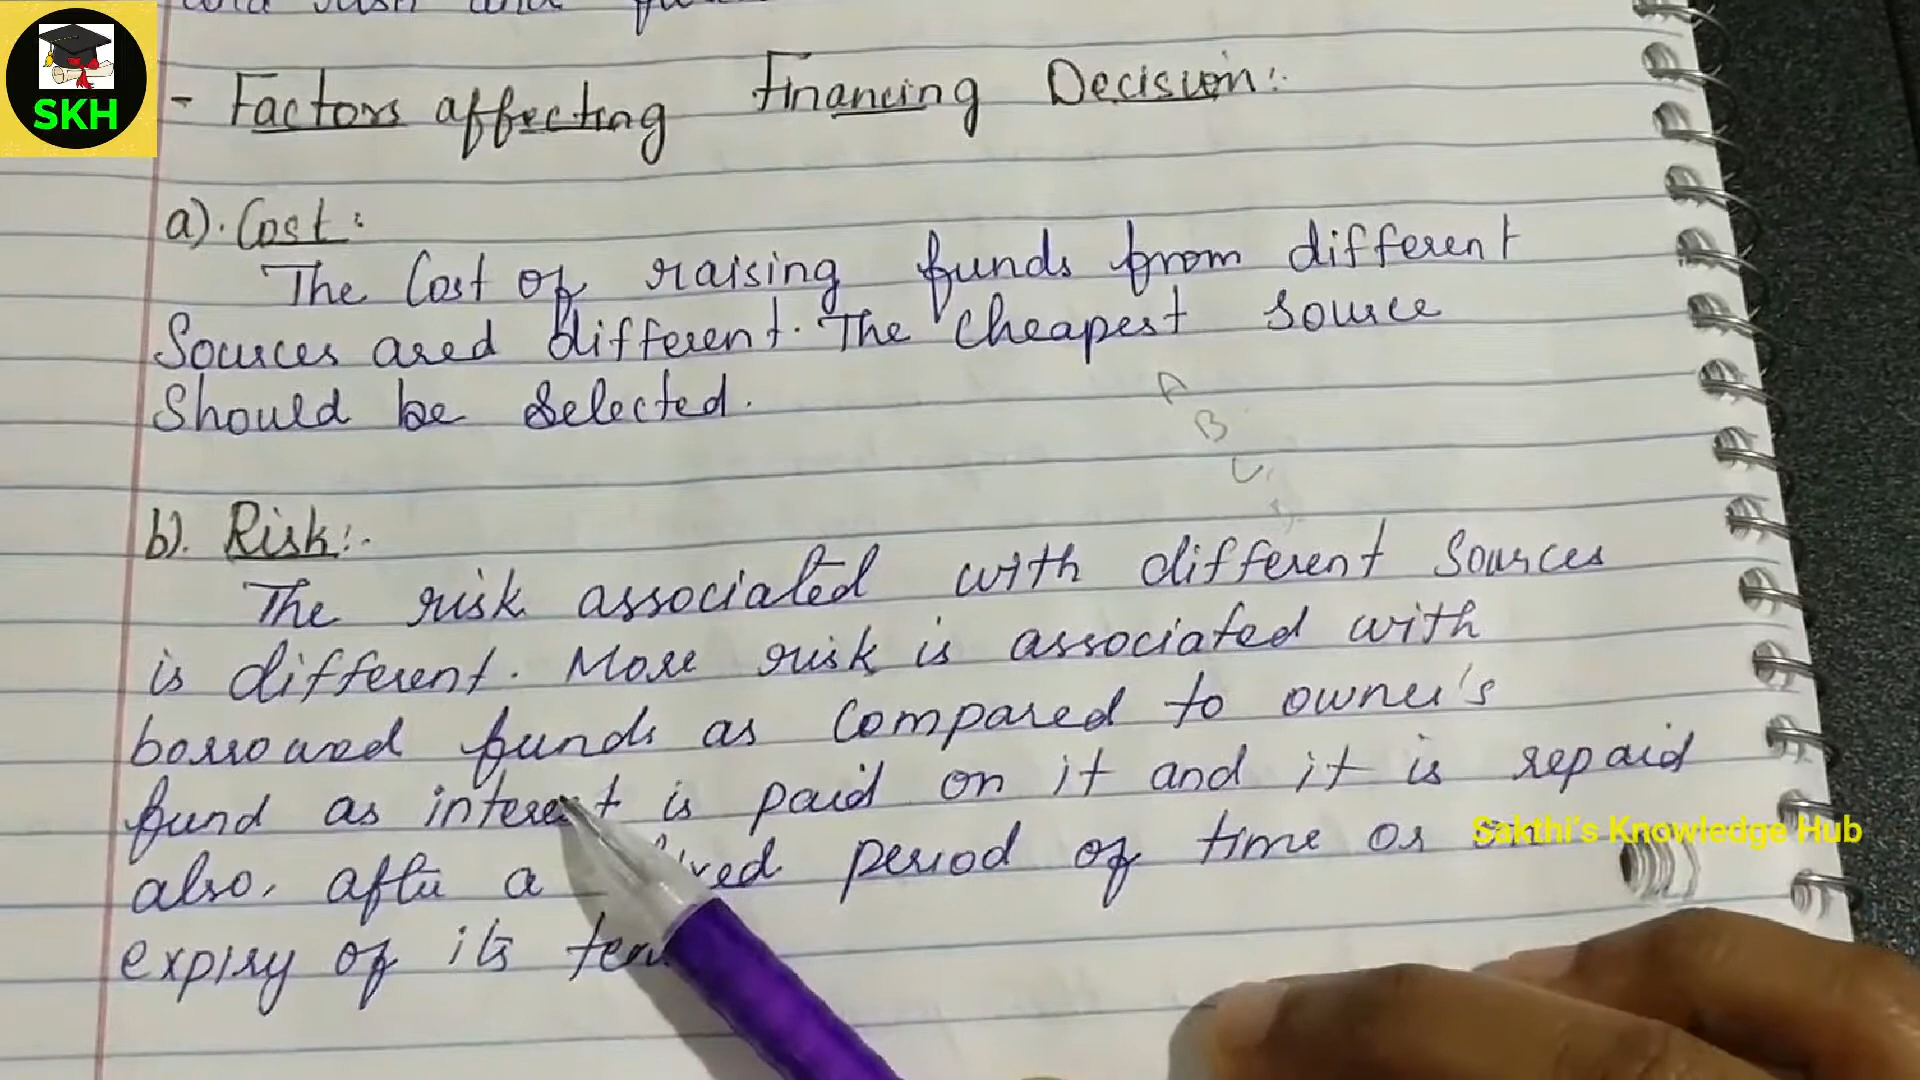 SKH
- Factors affecting Financing Decision:
a). Cost:
The Cost of raising funds from different
Sources ared different. The cheapest source
Should be selected.
A
B
b). Risk:-
The risk associated with different Sources
is different. More risk is associated with
borrowed funds as compared to owner's
fund as interest is paid on it and it is repaid
also, after a period of time or on
Sakthi's Knowledge Hub
expiry of its